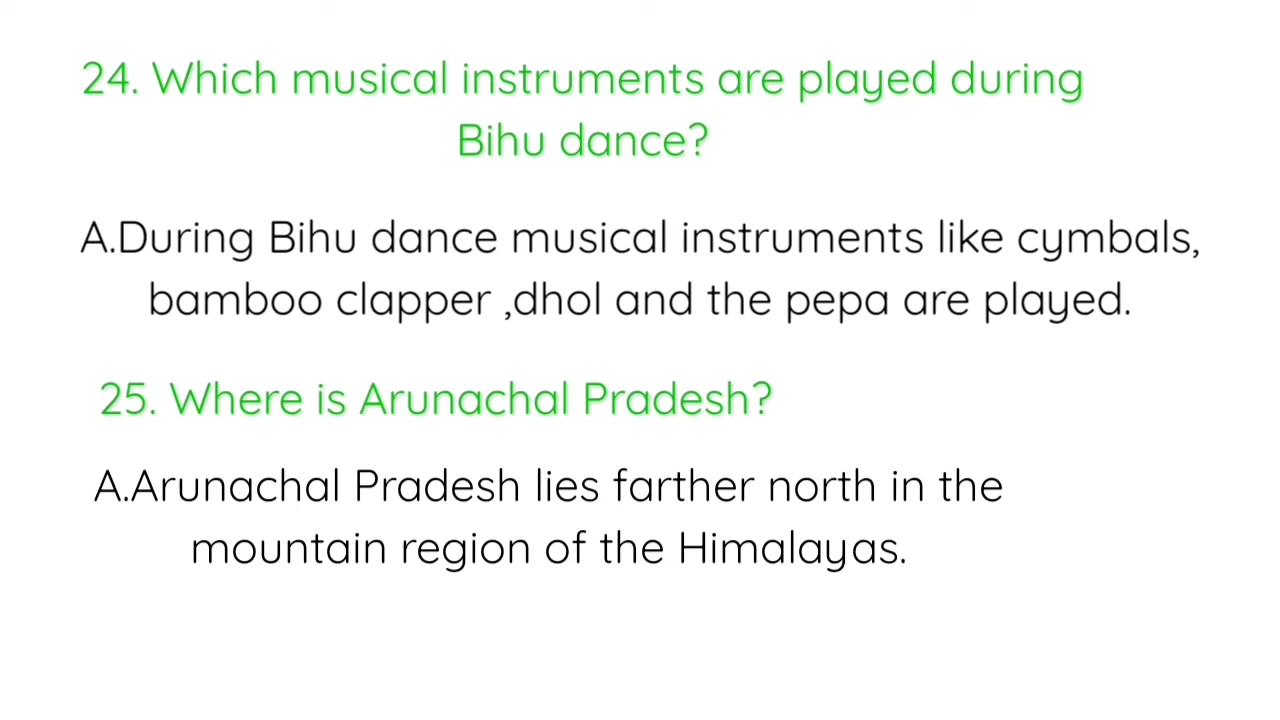 24. Which musical instruments are played during
Bihu dance?
A.During Bihu dance musical instruments like cymbals,
bamboo clapper ,dhol and the pepa are played.
25. Where is Arunachal Pradesh?
A.Arunachal Pradesh lies farther north in the
mountain region of the Himalayas.